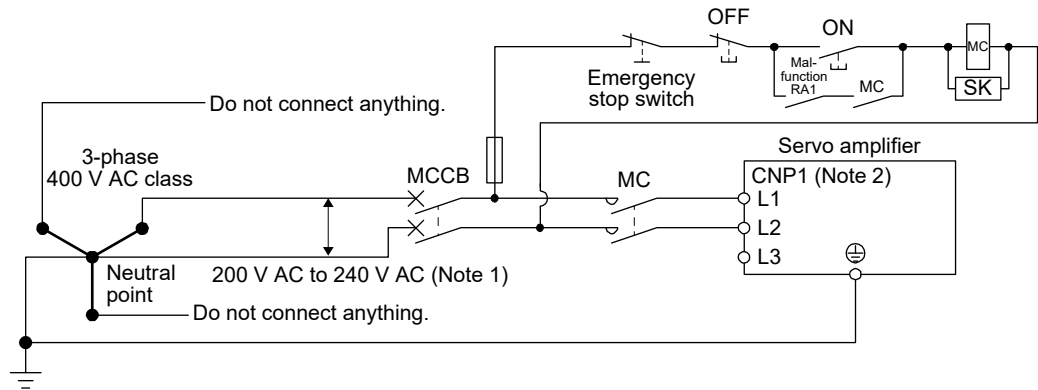 OFF
ON
MC
Mal-
function
RA1
MC
SK
Emergency
stop switch
Do not connect anything.
3-phase
400 V AC class
MCCB
MC
Servo amplifier
CNP1 (Note 2)
L1
L2
L3
Neutral
point
200 V AC to 240 V AC (Note 1)
Do not connect anything.